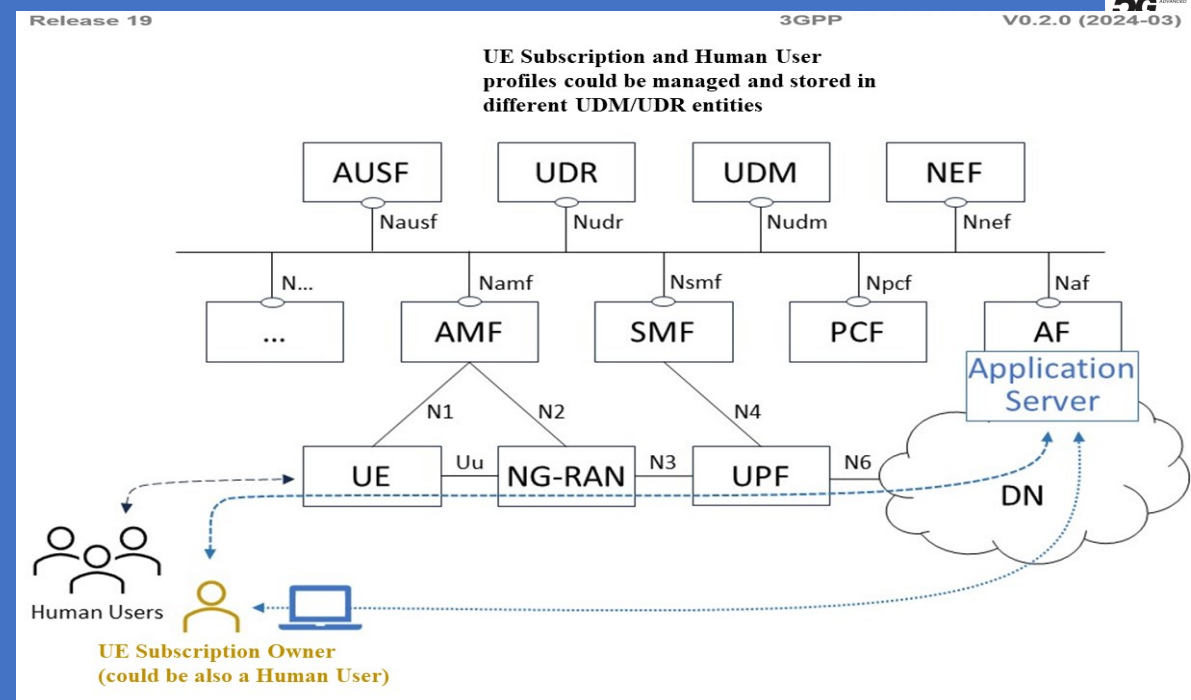 5G ADVANCED
Release 19 3GPP V0.2.0 (2024-03)
UE Subscription and Human User
profiles could be managed and stored in
different UDM/UDR entities
AUSF UDR UDM NEF
Nausf Nudr Nudm Nnef
N... Namf Nsmf Npcf Naf
... AMF SMF PCF AF
Application
Server
N1 N2 N4
UE Uu NG-RAN N3 UPF N6
DN
Human Users
UE Subscription Owner
(could be also a Human User)